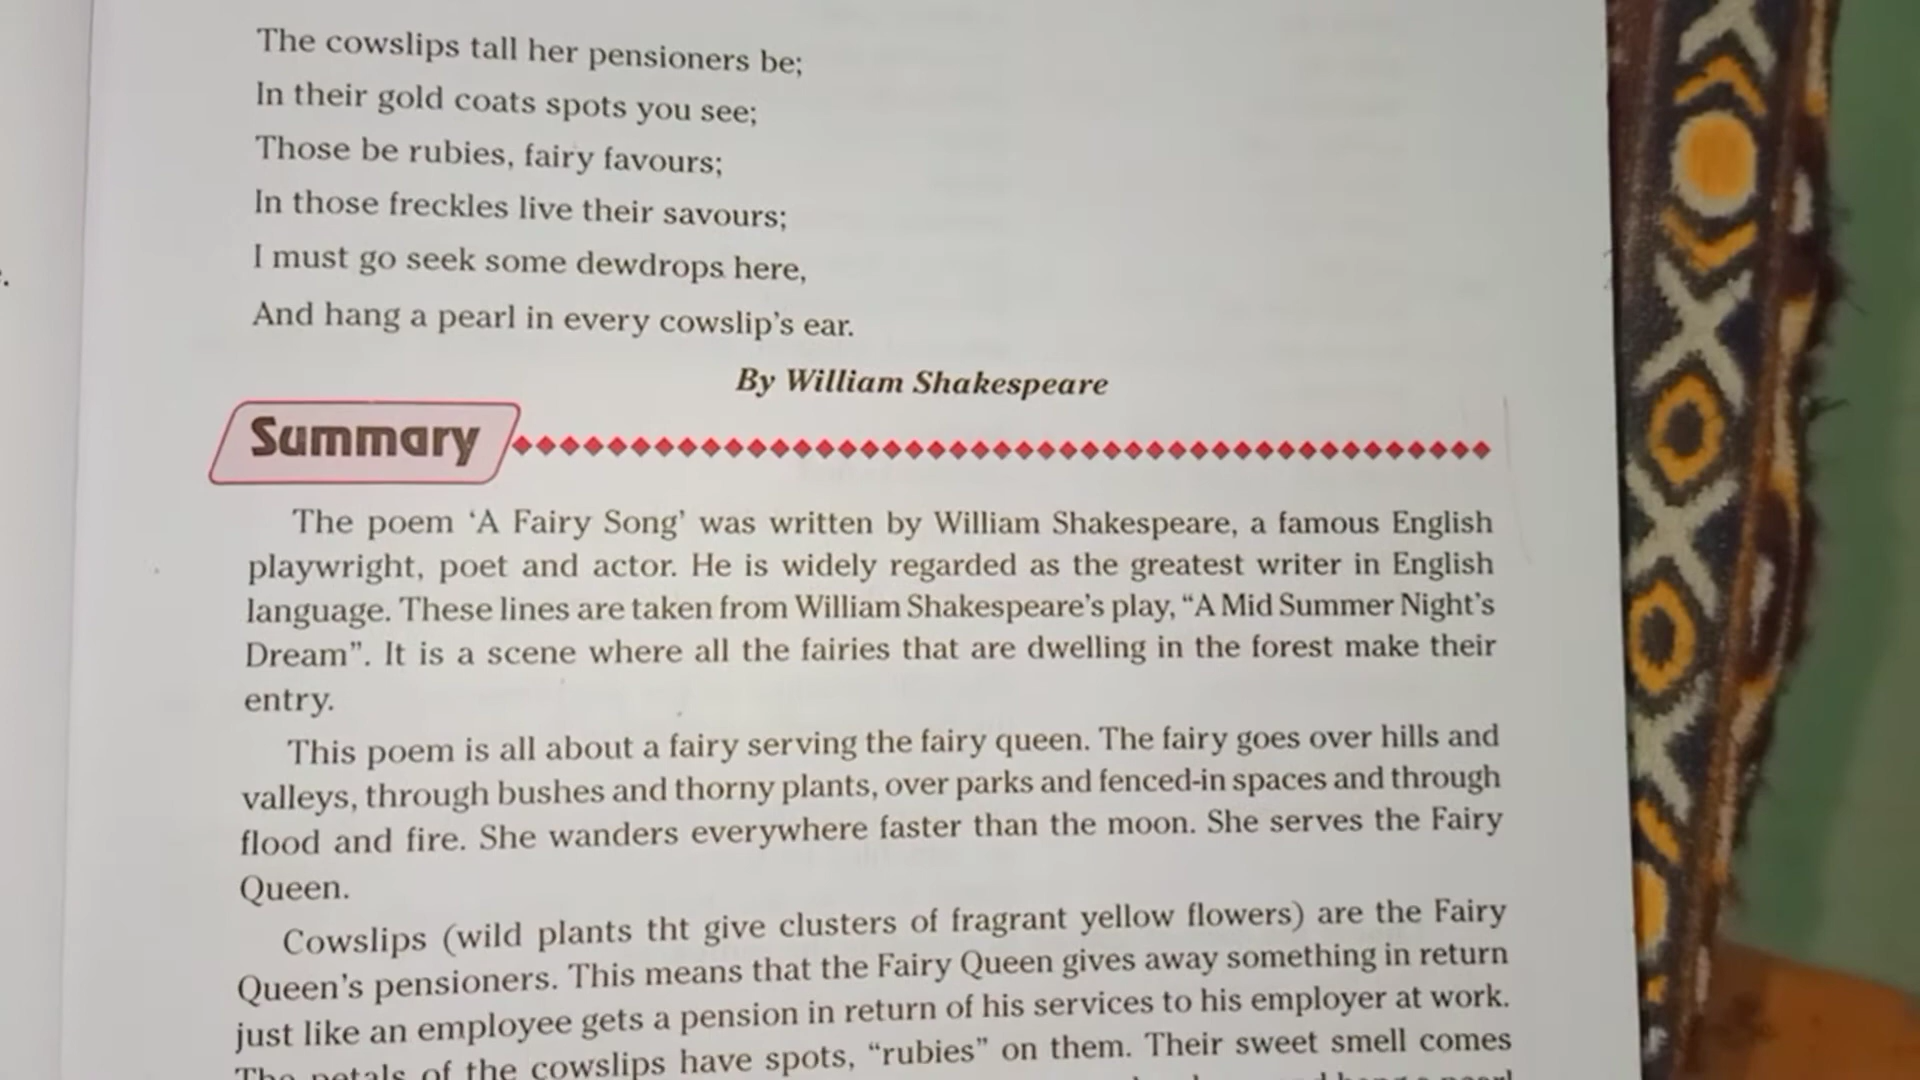 The cowslips tall her pensioners be;
In their gold coats spots you see;
Those be rubies, fairy favours;
In those freckles live their savours;
I must go seek some dewdrops here,
And hang a pearl in every cowslip's ear.
By William Shakespeare
Summary
The poem ‘A Fairy Song’ was written by William Shakespeare, a famous English
playwright, poet and actor. He is widely regarded as the greatest writer in English
language. These lines are taken from William Shakespeare's play, “A Mid Summer Night's
Dream”. It is a scene where all the fairies that are dwelling in the forest make their
entry.
This poem is all about a fairy serving the fairy queen. The fairy goes over hills and
valleys, through bushes and thorny plants, over parks and fenced-in spaces and through
flood and fire. She wanders everywhere faster than the moon. She serves the Fairy
Queen.
Cowslips (wild plants tht give clusters of fragrant yellow flowers) are the Fairy
Queen's pensioners. This means that the Fairy Queen gives away something in return
just like an employee gets a pension in return of his services to his employer at work.
The petals of the cowslips have spots, “rubies” on them. Their sweet smell comes